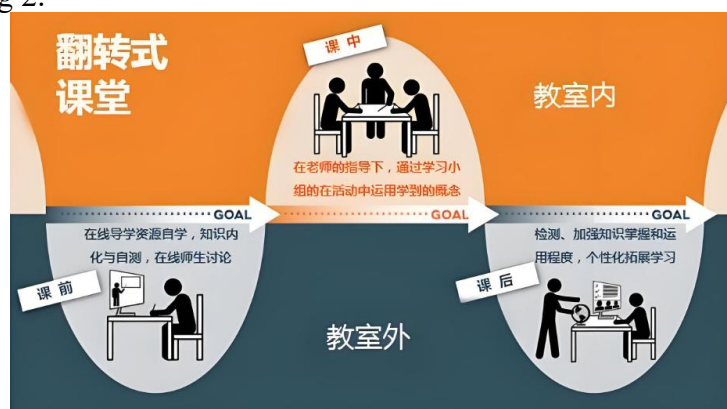 g 2.
翻转式
课堂
课中
教室内
在老师的指导下，通过学习小
组的在活动中运用学到的概念
GOAL
GOAL
GOAL
在线导学资源自学，知识内
化与自测，在线师生讨论
课前
检测、加强知识掌握和运
用程度，个性化拓展学习
课后
教室外